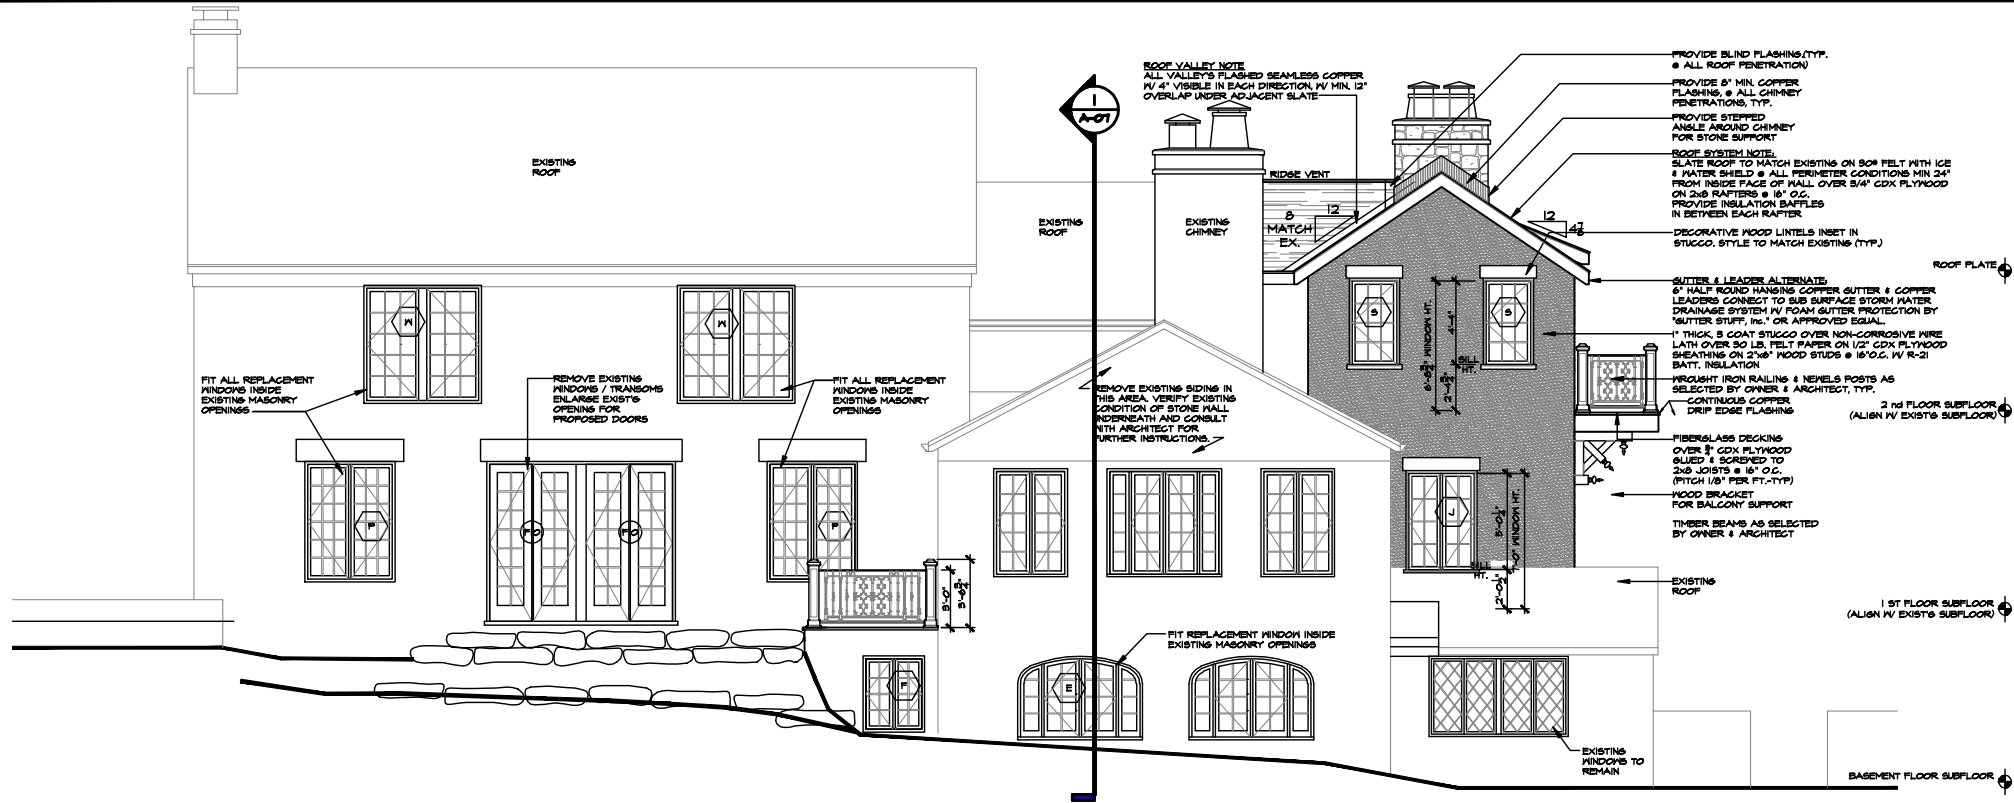 ROOF VALLEY NOTE
ALL VALLEY'S FLASHED SEAMLESS COPPER
W/ 4" VISIBLE IN EACH DIRECTION, W/ MIN. 12"
OVERLAP UNDER ADJACENT SLATE
1
A-07
EXISTING
ROOF
EXISTING
ROOF
EXISTING
CHIMNEY
RIDGE VENT
8
12
MATCH
EX.
12
PROVIDE BLIND FLASHING (TYP.
@ ALL ROOF PENETRATION)
PROVIDE 8" MIN. COPPER
FLASHING, @ ALL CHIMNEY
PENETRATIONS, TYP.
PROVIDE STEPPED
ANGLE AROUND CHIMNEY
FOR STONE SUPPORT
ROOF SYSTEM NOTE:
SLATE ROOF TO MATCH EXISTING ON 30# FELT WITH ICE
& WATER SHIELD @ ALL PERIMETER CONDITIONS MIN 24"
FROM INSIDE FACE OF WALL OVER 3/4" CDX PLYWOOD
ON 2x8 RAFTERS @ 16" O.C.
PROVIDE INSULATION BAFFLES
IN BETWEEN EACH RAFTER
DECORATIVE WOOD LINTELS INSET IN
STUCCO. STYLE TO MATCH EXISTING (TYP.)
ROOF PLATE
GUTTER & LEADER ALTERNATE:
6" HALF ROUND HANGING COPPER GUTTER & COPPER
LEADERS CONNECT TO SUB SURFACE STORM WATER
DRAINAGE SYSTEM W/ FOAM GUTTER PROTECTION BY
"GUTTER STUFF, Inc." OR APPROVED EQUAL.
1" THICK, 3 COAT STUCCO OVER NON-CORROSIVE WIRE
LATH OVER 30 LB. FELT PAPER ON 1/2" CDX PLYWOOD
SHEATHING ON 2"x6" WOOD STUDS @ 16"O.C. W/ R-21
BATT. INSULATION
WROUGHT IRON RAILING & NEWELS POSTS AS
SELECTED BY OWNER & ARCHITECT, TYP.
CONTINUOUS COPPER
DRIP EDGE FLASHING
2 nd FLOOR SUBFLOOR
(ALIGN W/ EXIST'G SUBFLOOR)
FIBERGLASS DECKING
OVER 3/4" CDX PLYWOOD
GLUED & SCREWED TO
2x8 JOISTS @ 16" O.C.
(PITCH 1/8" PER FT.-TYP)
WOOD BRACKET
FOR BALCONY SUPPORT
TIMBER BEAMS AS SELECTED
BY OWNER & ARCHITECT
EXISTING
ROOF
1 ST FLOOR SUBFLOOR
(ALIGN W/ EXIST'G SUBFLOOR)
BASEMENT FLOOR SUBFLOOR
FIT ALL REPLACEMENT
WINDOWS INSIDE
EXISTING MASONRY
OPENINGS
REMOVE EXISTING
WINDOWS / TRANSOMS
ENLARGE EXIST'G
OPENING FOR
PROPOSED DOORS
FIT ALL REPLACEMENT
WINDOWS INSIDE
EXISTING MASONRY
OPENINGS
REMOVE EXISTING SIDING IN
THIS AREA. VERIFY EXISTING
CONDITION OF STONE WALL
UNDERNEATH AND CONSULT
WITH ARCHITECT FOR
FURTHER INSTRUCTIONS.
W
W
S
S
WINDOW HT.
4'-4"
SILL
HT.
P
P
L
7'-0" WINDOW HT.
SILL
HT.
3'-0"
FIT REPLACEMENT WINDOW INSIDE
EXISTING MASONRY OPENINGS
F
E
EXISTING
WINDOWS TO
REMAIN